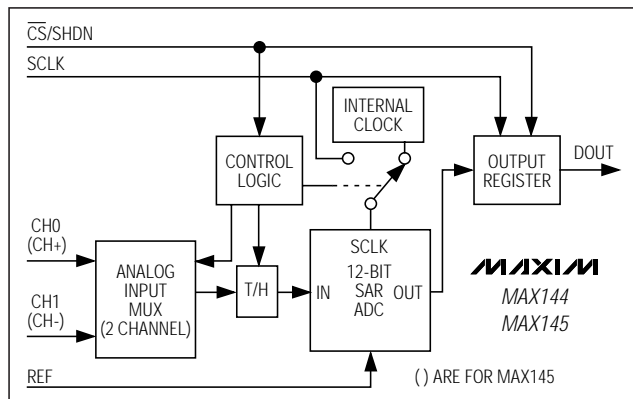 CS/SHDN
SCLK
INTERNAL
CLOCK
CONTROL
LOGIC
OUTPUT
REGISTER
DOUT
CH0
(CH+)
CH1
(CH-)
ANALOG
INPUT
MUX
(2 CHANNEL)
T/H
SCLK
12-BIT
IN SAR OUT
ADC
MAXIM
MAX144
MAX145
REF
( ) ARE FOR MAX145